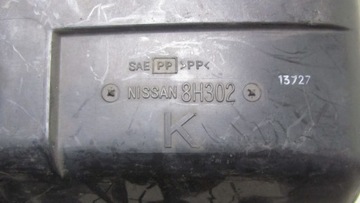 SAE PP >PP<
13727
NISSAN 8H302
K